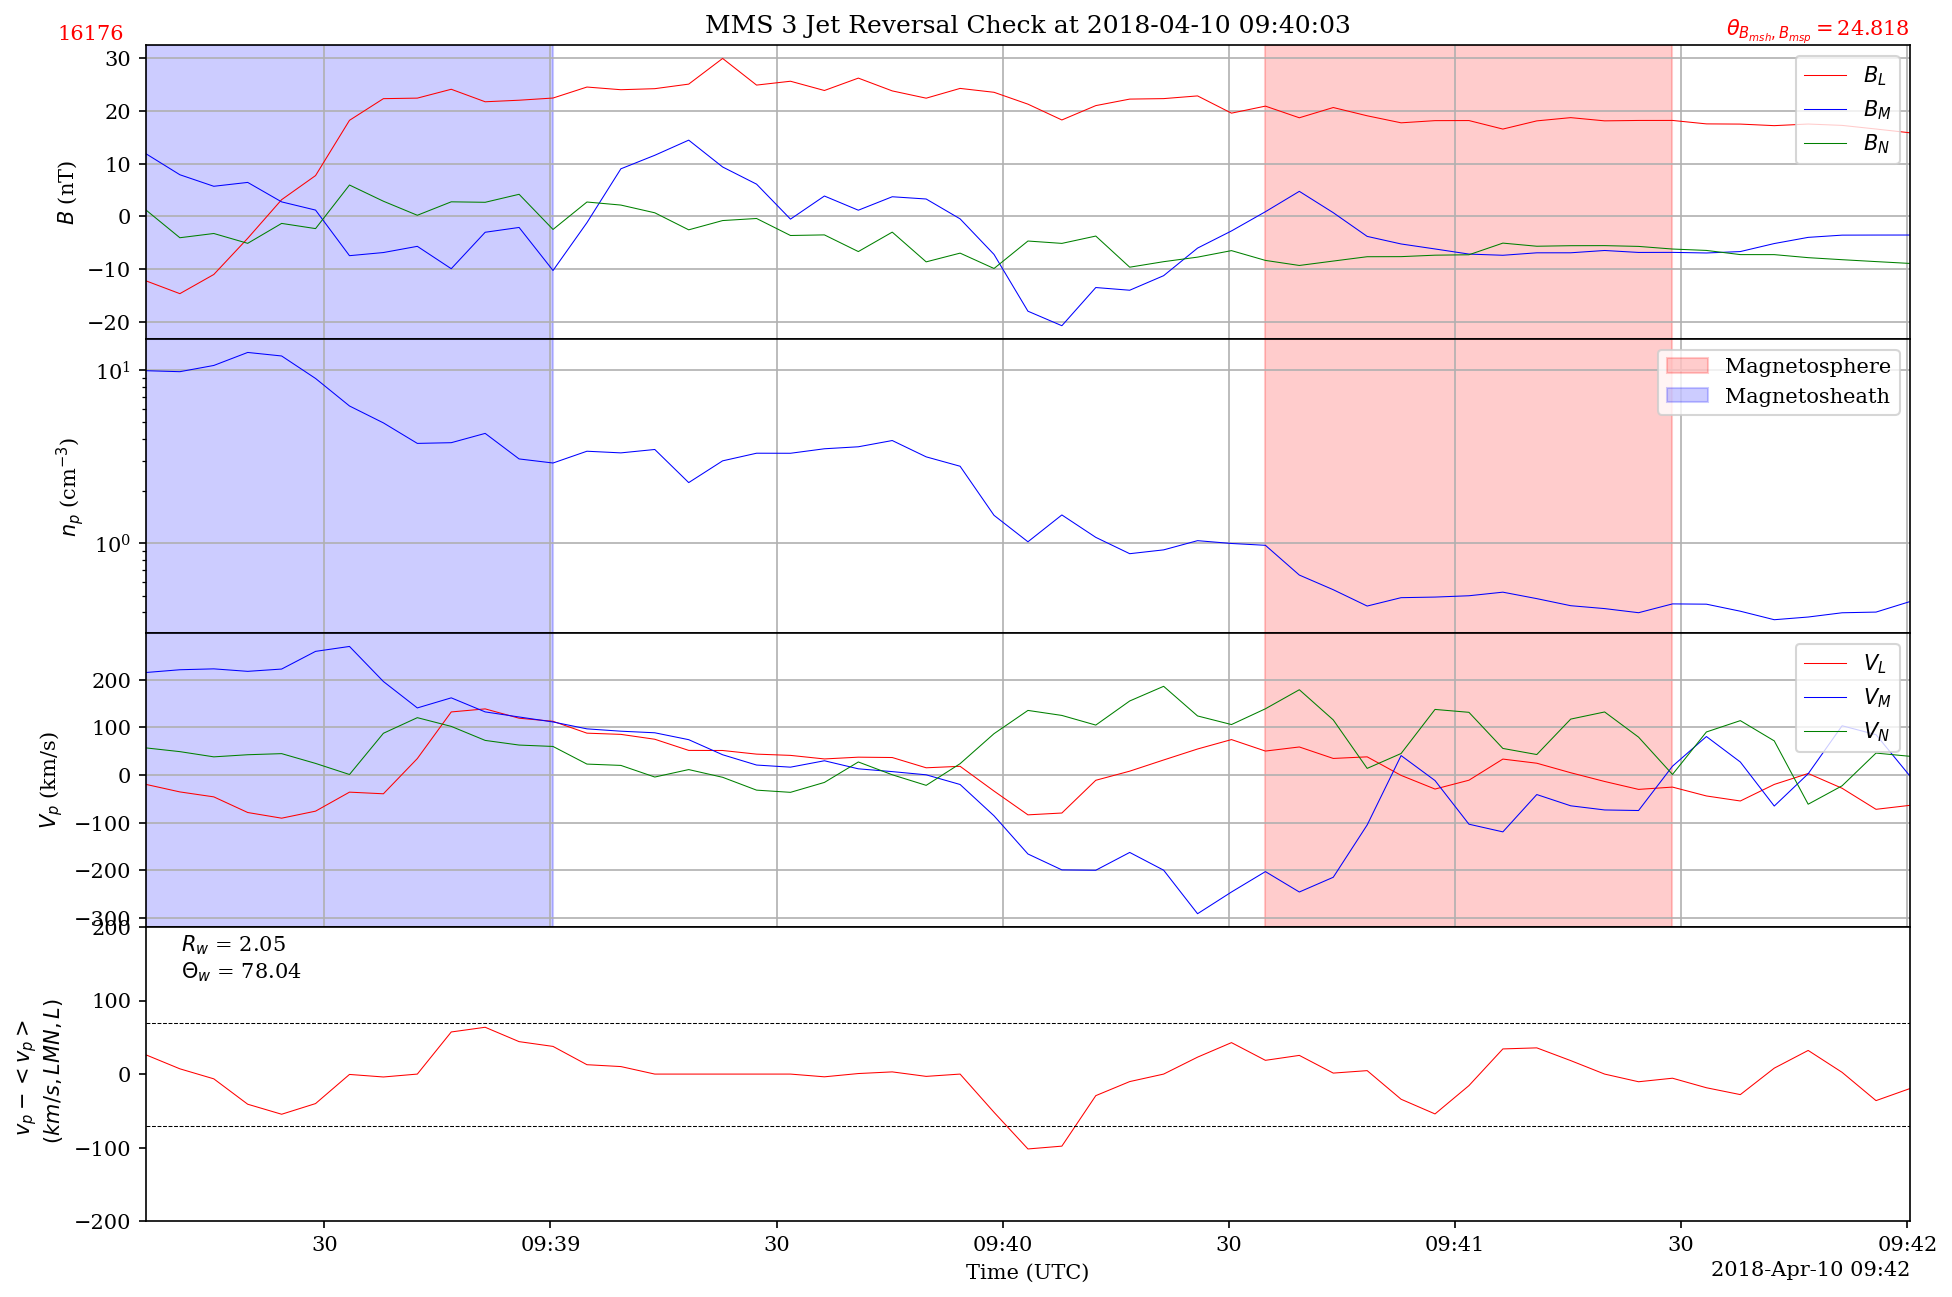 16176
MMS 3 Jet Reversal Check at 2018-04-10 09:40:03
θ_{B_{msh}, B_{msp}} = 24.818
30
20
10
0
−10
−20
B (nT)
B_L
B_M
B_N
10^1
10^0
n_p (cm^{−3})
Magnetosphere
Magnetosheath
200
100
0
−100
−200
−300
V_p (km/s)
V_L
V_M
V_N
200
100
0
−100
−200
v_p − < v_p >
(km/s, LMN, L)
R_w = 2.05
Θ_w = 78.04
30
09:39
30
09:40
30
09:41
30
09:42
Time (UTC)
2018-Apr-10 09:42